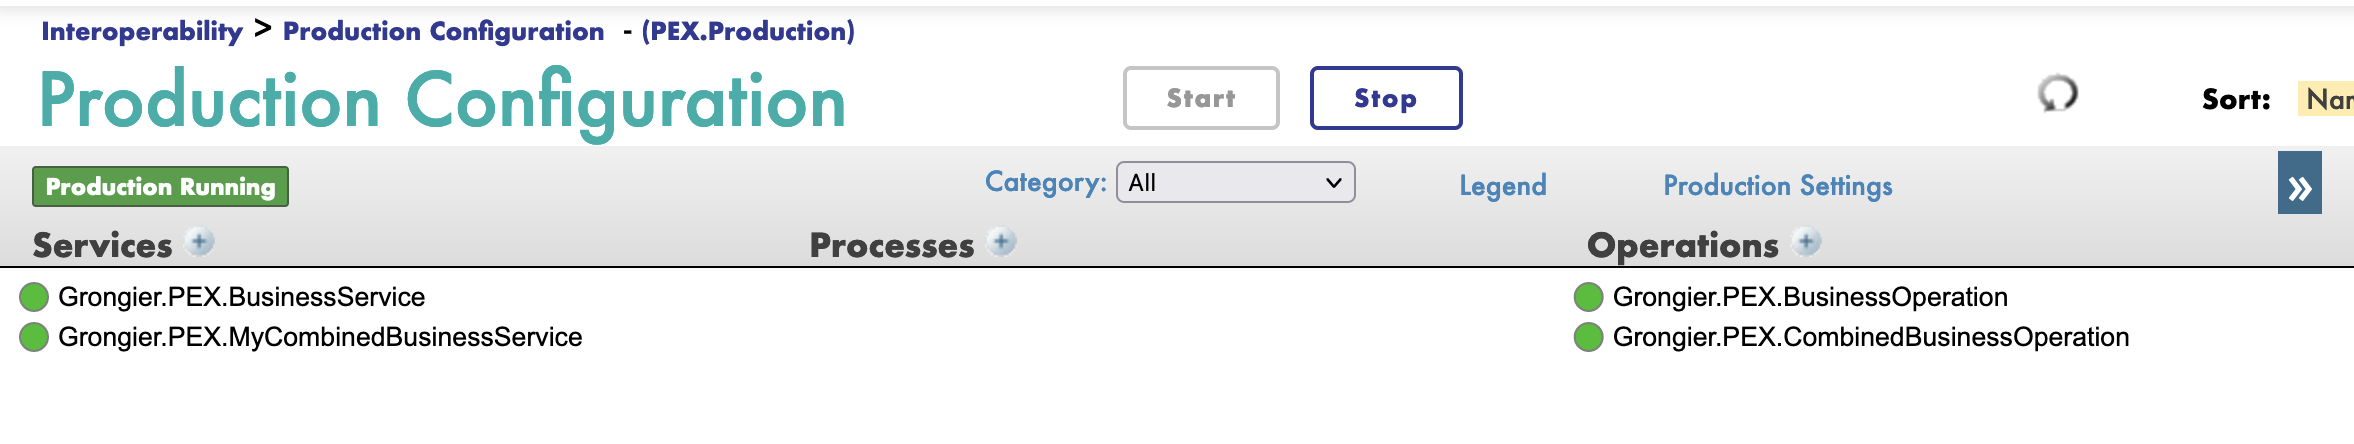 Interoperability > Production Configuration - (PEX.Production)
Production Configuration
Start Stop
Sort:
Production Running
Category: All Legend Production Settings »
Services Processes Operations
Grongier.PEX.BusinessService Grongier.PEX.BusinessOperation
Grongier.PEX.MyCombinedBusinessService Grongier.PEX.CombinedBusinessOperation